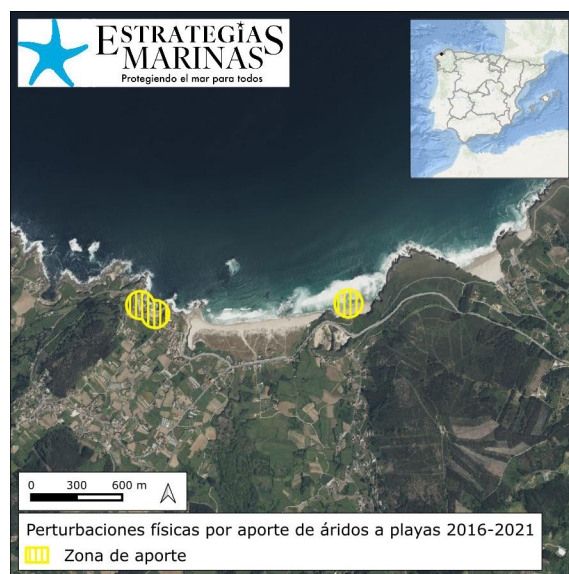 ESTRATEGIAS
MARINAS
Protegiendo el mar para todos
0 300 600 m
Perturbaciones físicas por aporte de áridos a playas 2016-2021
Zona de aporte